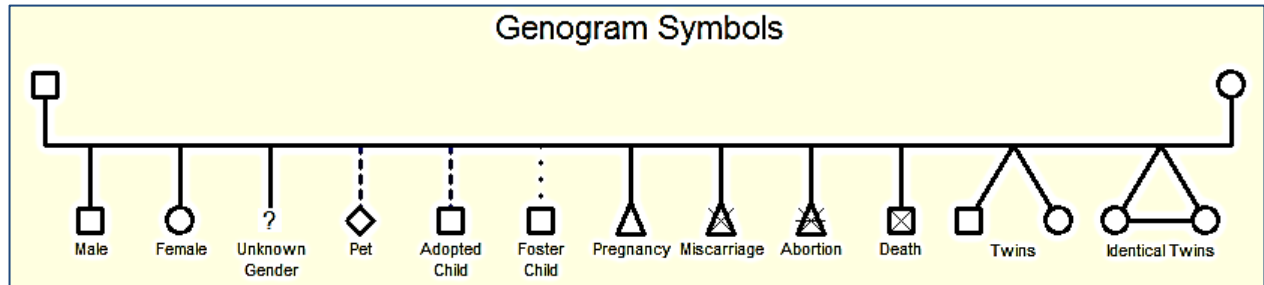 Genogram Symbols
?
Male
Female
Unknown
Gender
Pet
Adopted
Child
Foster
Child
Pregnancy
Miscarriage
Abortion
Death
Twins
Identical Twins